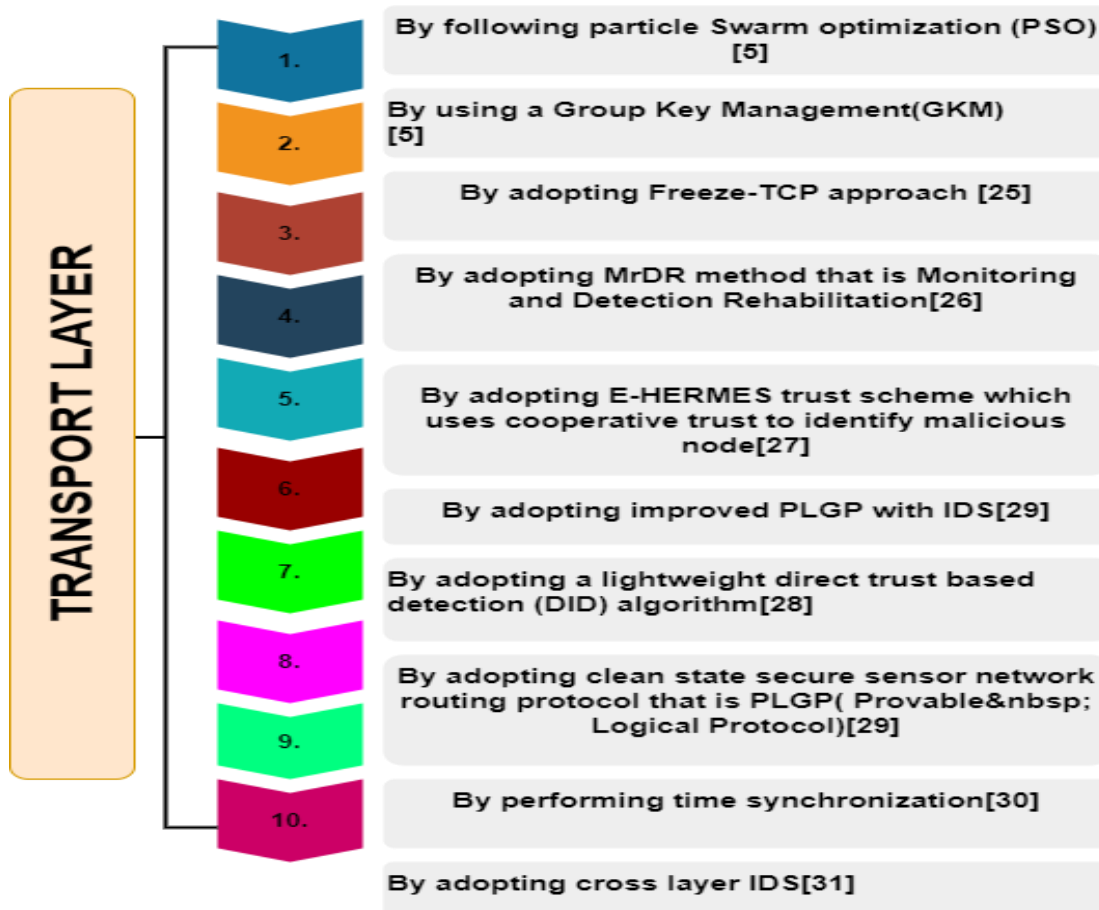 TRANSPORT LAYER
1.
By following particle Swarm optimization (PSO)
[5]
2.
By using a Group Key Management(GKM)
[5]
3.
By adopting Freeze-TCP approach [25]
4.
By adopting MrDR method that is Monitoring
and Detection Rehabilitation[26]
5.
By adopting E-HERMES trust scheme which
uses cooperative trust to identify malicious
node[27]
6.
By adopting improved PLGP with IDS[29]
7.
By adopting a lightweight direct trust based
detection (DID) algorithm[28]
8.
By adopting clean state secure sensor network
routing protocol that is PLGP( Provable&nbsp;
Logical Protocol)[29]
9.
By performing time synchronization[30]
10.
By adopting cross layer IDS[31]